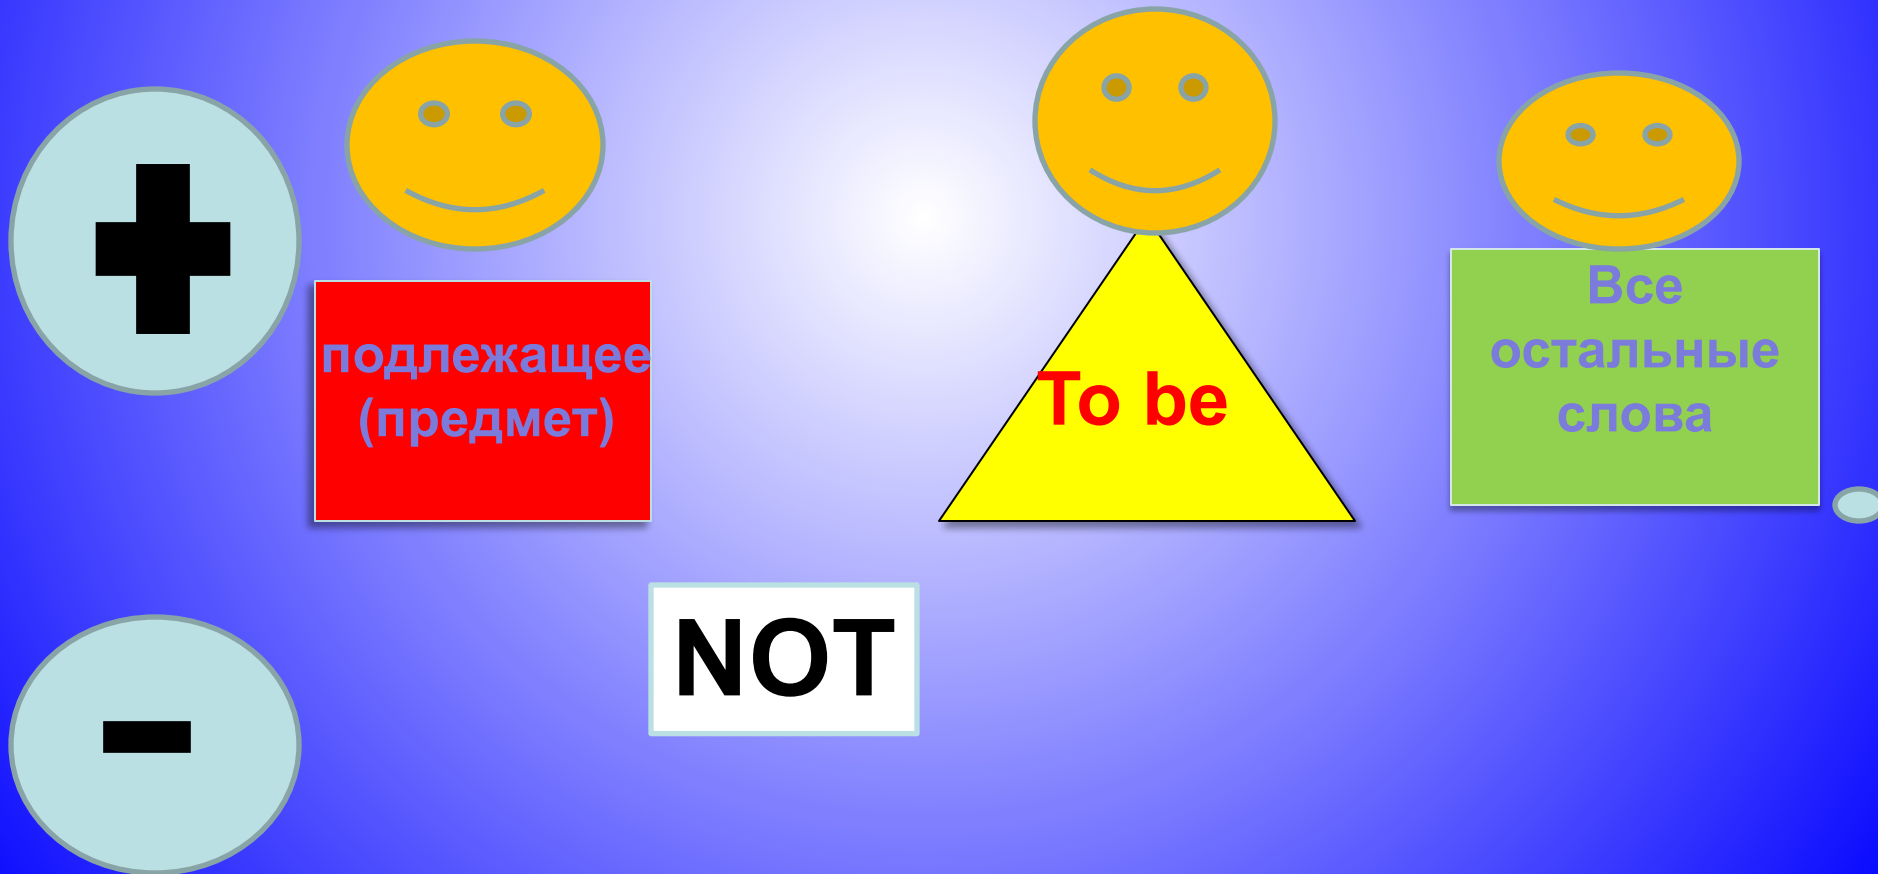 +
подлежащее
(предмет)
To be
Все
остальные
слова
NOT
-